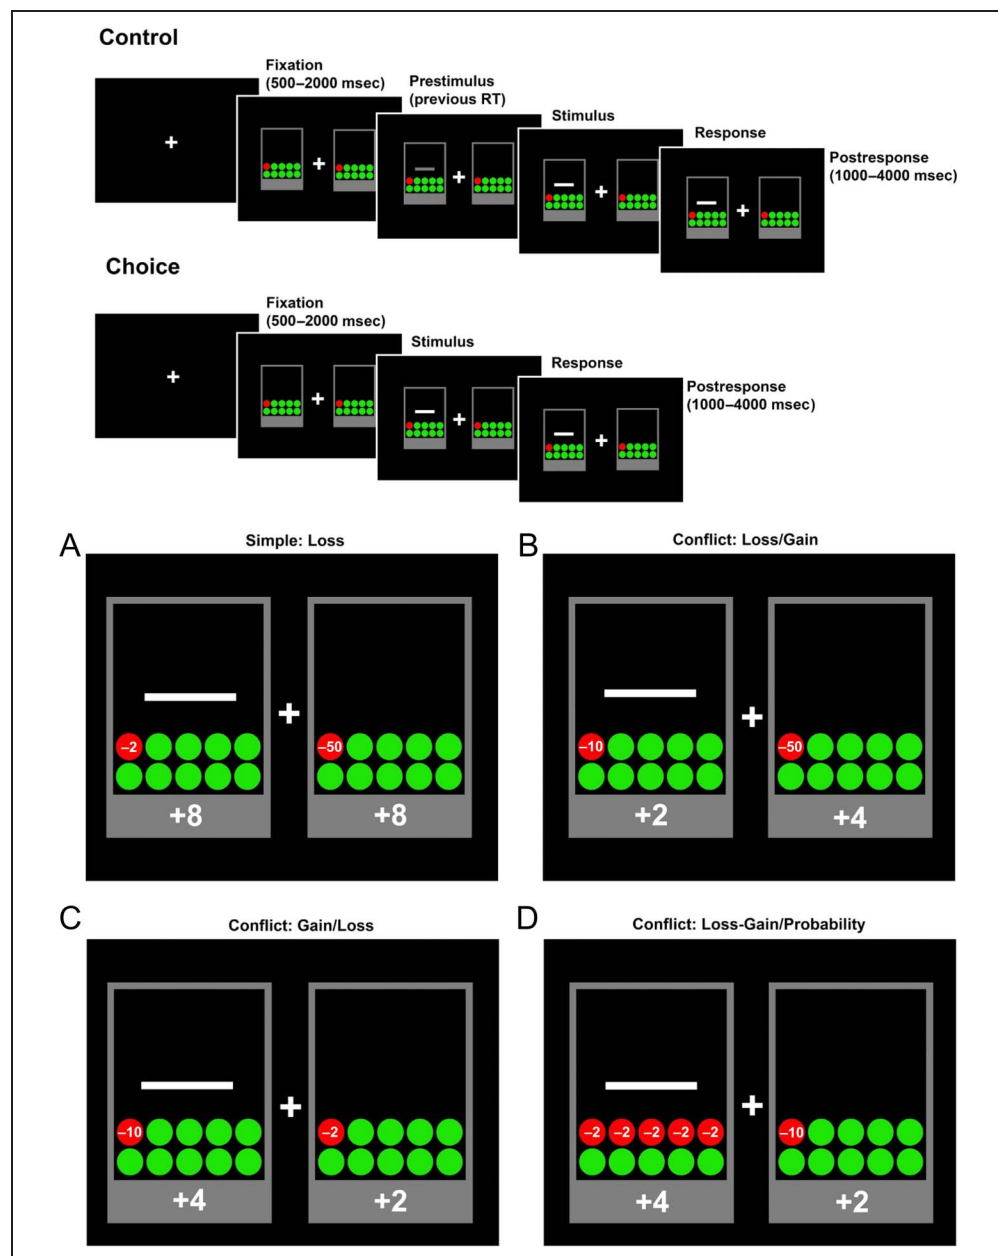 Control
Fixation
(500–2000 msec)
Prestimulus
(previous RT)
Stimulus
Response
Postresponse
(1000–4000 msec)
Choice
Fixation
(500–2000 msec)
Stimulus
Response
Postresponse
(1000–4000 msec)
A
Simple: Loss
–2
–50
+8
+8
B
Conflict: Loss/Gain
–10
–50
+2
+4
C
Conflict: Gain/Loss
–10
–2
+4
+2
D
Conflict: Loss-Gain/Probability
–2 –2 –2 –2 –2
–10
+4
+2